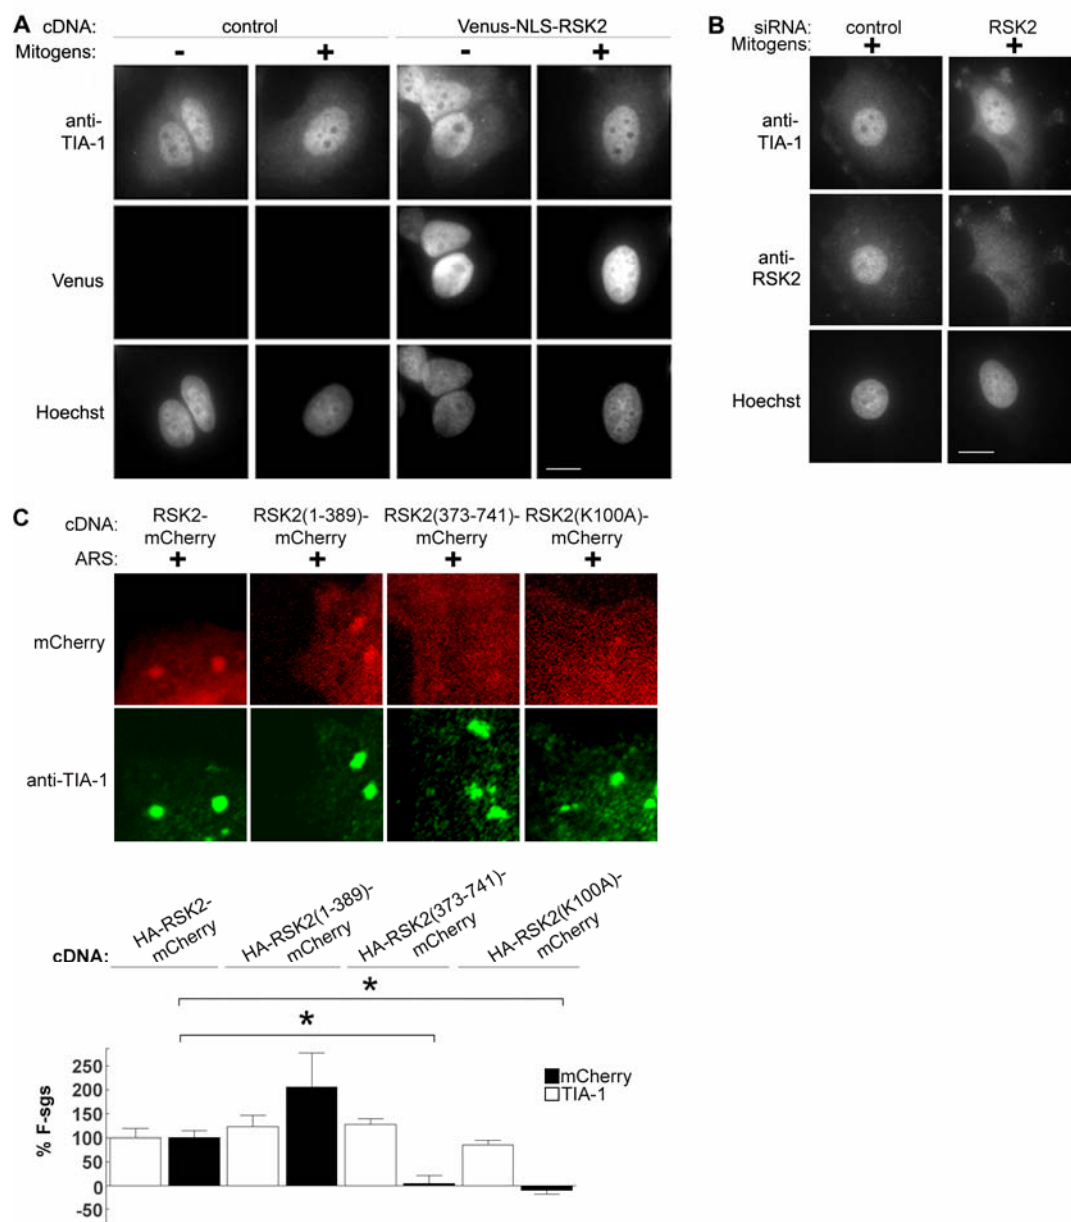 A
cDNA: control Venus-NLS-RSK2
Mitogens: - + - +
anti-
TIA-1
Venus
Hoechst
B
siRNA: control RSK2
Mitogens: + +
anti-
TIA-1
anti-
RSK2
Hoechst
C
cDNA: RSK2-
mCherry RSK2(1-389)-
mCherry RSK2(373-741)-
mCherry RSK2(K100A)-
mCherry
ARS: + + + +
mCherry
anti-TIA-1
cDNA: HA-RSK2-
mCherry
HA-RSK2(1-389)-
mCherry
HA-RSK2(373-741)-
mCherry
HA-RSK2(K100A)-
mCherry
*
*
% F-sgs
250
200
150
100
50
0
-50
mCherry
TIA-1